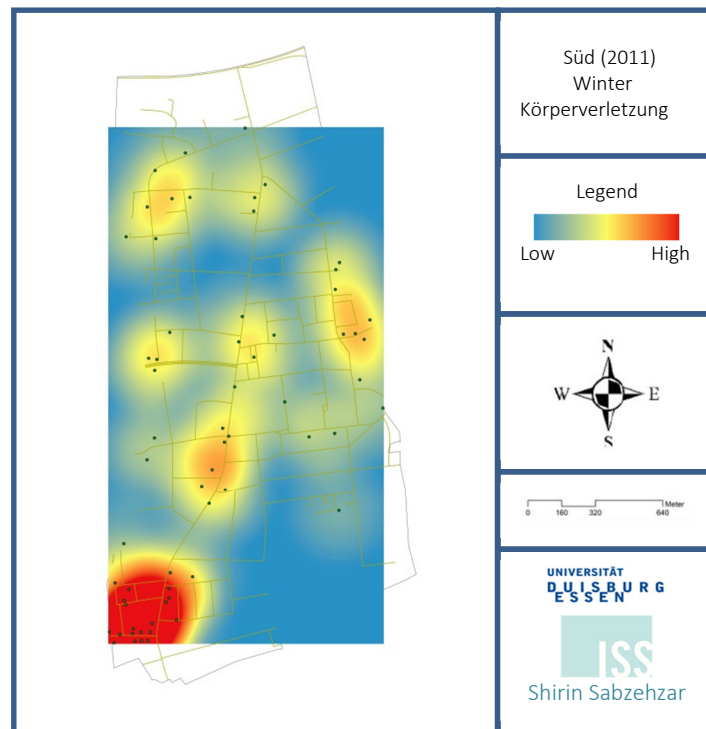 Süd (2011)
Winter
Körperverletzung
Legend
Low High
N
W E
S
Meter
0 160 320 640
UNIVERSITÄT
DUISBURG
ESSEN
ISS
Shirin Sabzehzar